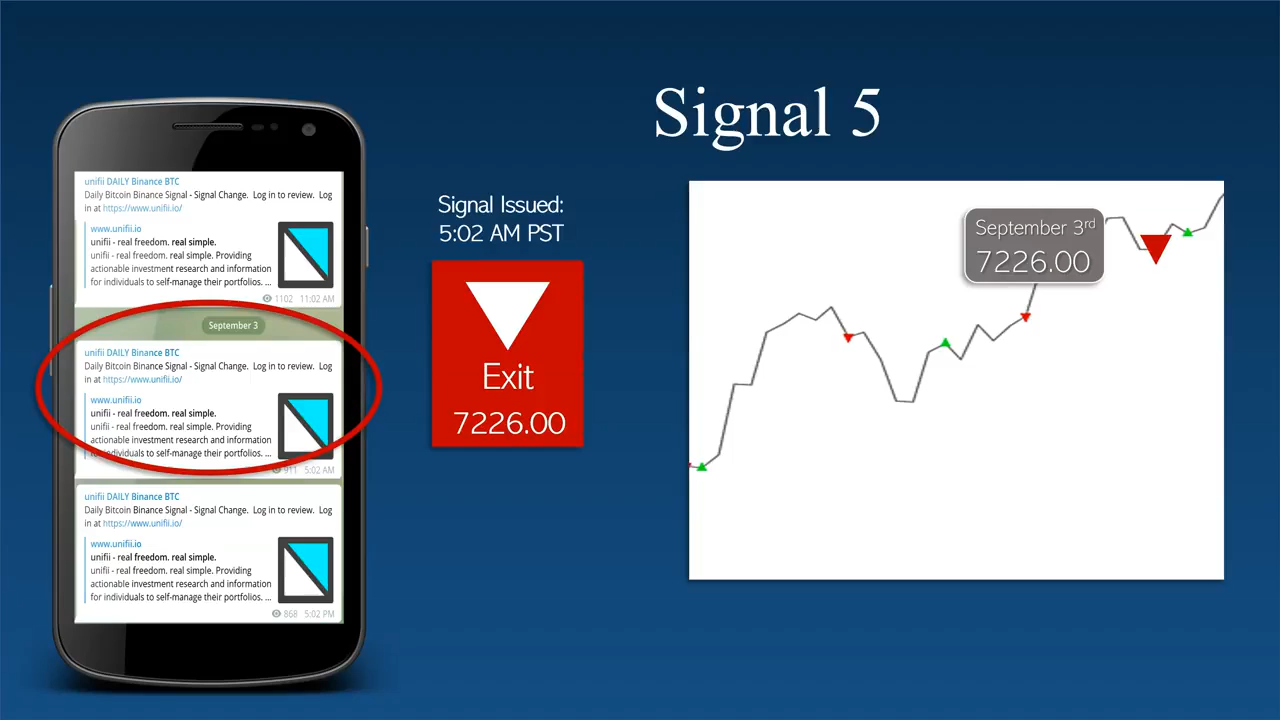 Signal 5
unifii DAILY Binance BTC
Daily Bitcoin Binance Signal - Signal Change. Log in to review. Log
in at https://www.unifii.io/
www.unifii.io
unifii - real freedom. real simple.
unifii - real freedom. real simple. Providing
actionable investment research and information
for individuals to self-manage their portfolios. ...
1102 11:02 AM
September 3
unifii DAILY Binance BTC
Daily Bitcoin Binance Signal - Signal Change. Log in to review. Log
in at https://www.unifii.io/
www.unifii.io
unifii - real freedom. real simple.
unifii - real freedom. real simple. Providing
actionable investment research and information
for individuals to self-manage their portfolios. ...
911 5:02 AM
unifii DAILY Binance BTC
Daily Bitcoin Binance Signal - Signal Change. Log in to review. Log
in at https://www.unifii.io/
www.unifii.io
unifii - real freedom. real simple.
unifii - real freedom. real simple. Providing
actionable investment research and information
for individuals to self-manage their portfolios. ...
868 5:02 PM
Signal Issued:
5:02 AM PST
Exit
7226.00
September 3rd
7226.00